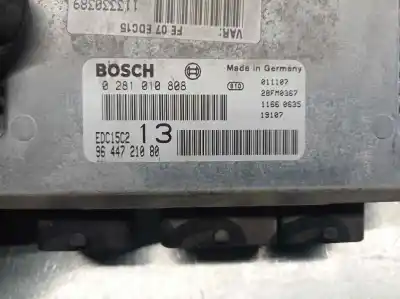 113330389
FE 07 EDC15
VAR:
BOSCH
Made in Germany
0 281 010 808
011107
28FM0367
1166 0635
19107
EDC15C2 13
96 447 210 80